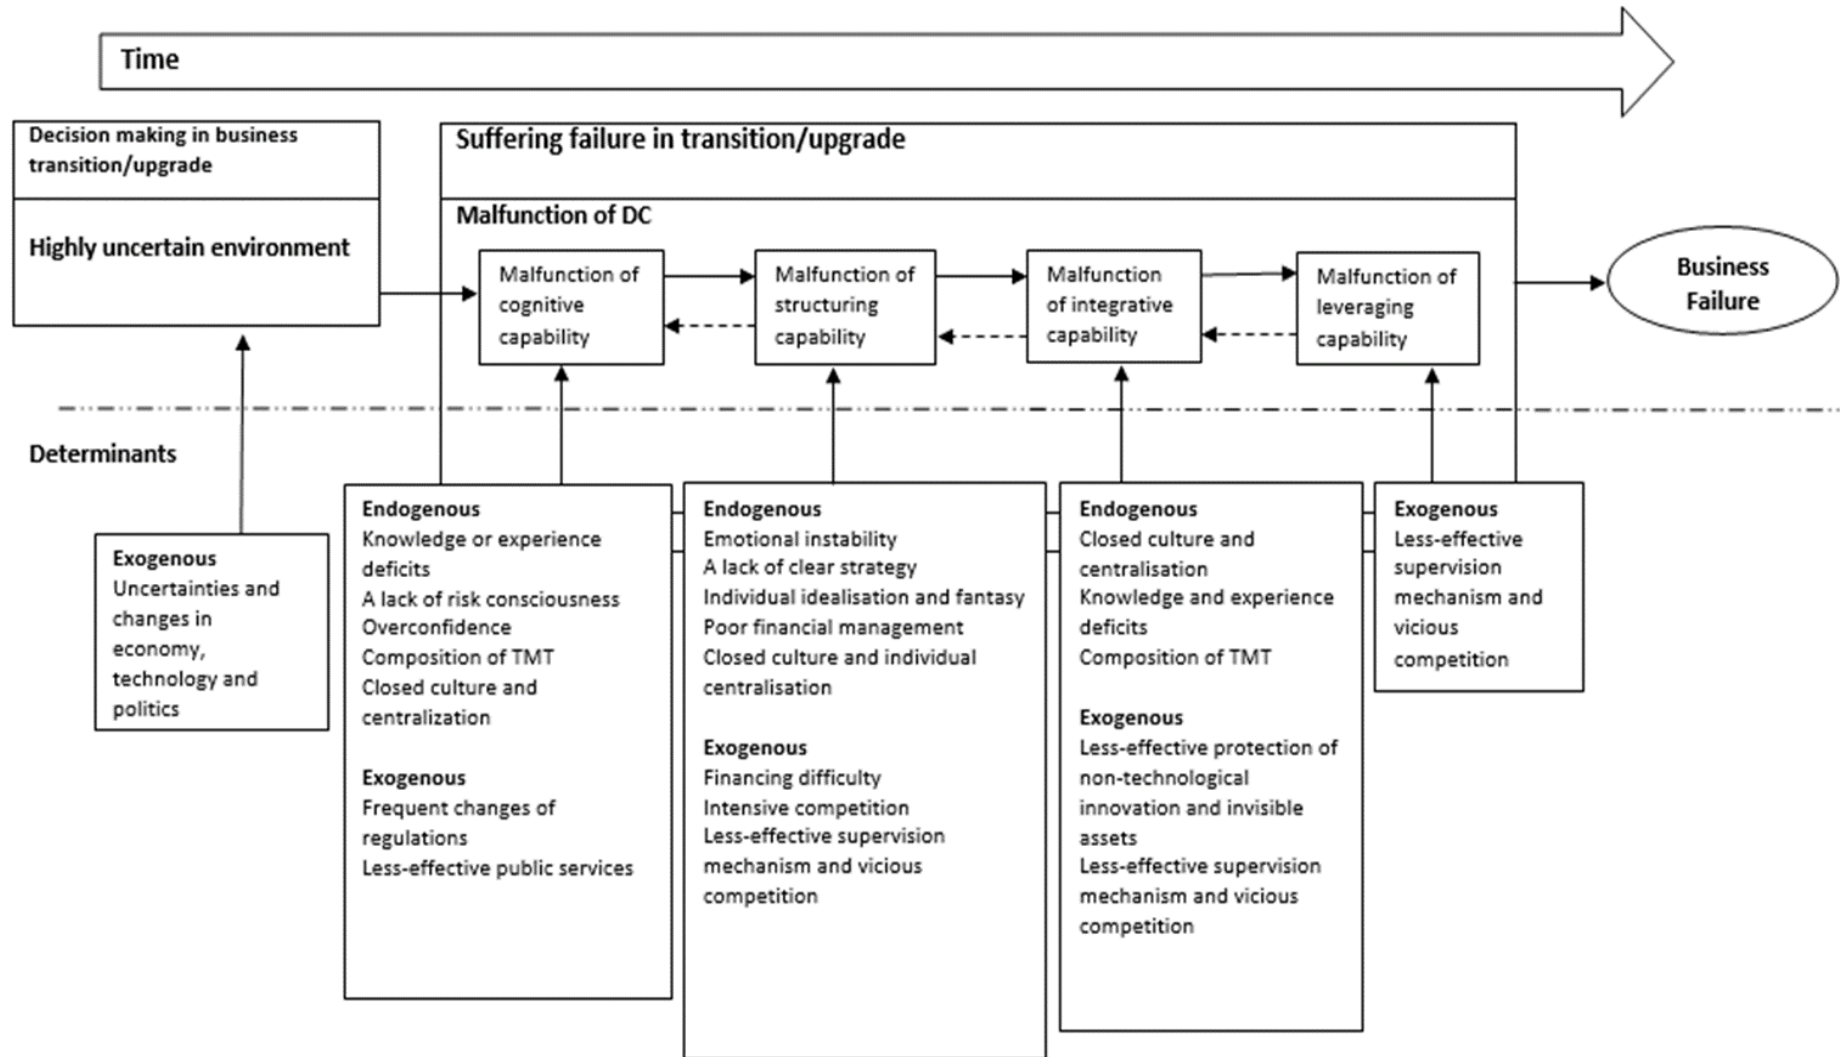 Time
Decision making in business
transition/upgrade
Highly uncertain environment
Suffering failure in transition/upgrade
Malfunction of DC
Malfunction of
cognitive
capability
Malfunction of
structuring
capability
Malfunction
of integrative
capability
Malfunction of
leveraging
capability
Business
Failure
Determinants
Exogenous
Uncertainties and
changes in
economy,
technology and
politics
Endogenous
Knowledge or experience
deficits
A lack of risk consciousness
Overconfidence
Composition of TMT
Closed culture and
centralization
Exogenous
Frequent changes of
regulations
Less-effective public services
Endogenous
Emotional instability
A lack of clear strategy
Individual idealisation and fantasy
Poor financial management
Closed culture and individual
centralisation
Exogenous
Financing difficulty
Intensive competition
Less-effective supervision
mechanism and vicious
competition
Endogenous
Closed culture and
centralisation
Knowledge and experience
deficits
Composition of TMT
Exogenous
Less-effective protection of
non-technological
innovation and invisible
assets
Less-effective supervision
mechanism and vicious
competition
Exogenous
Less-effective
supervision
mechanism and
vicious
competition